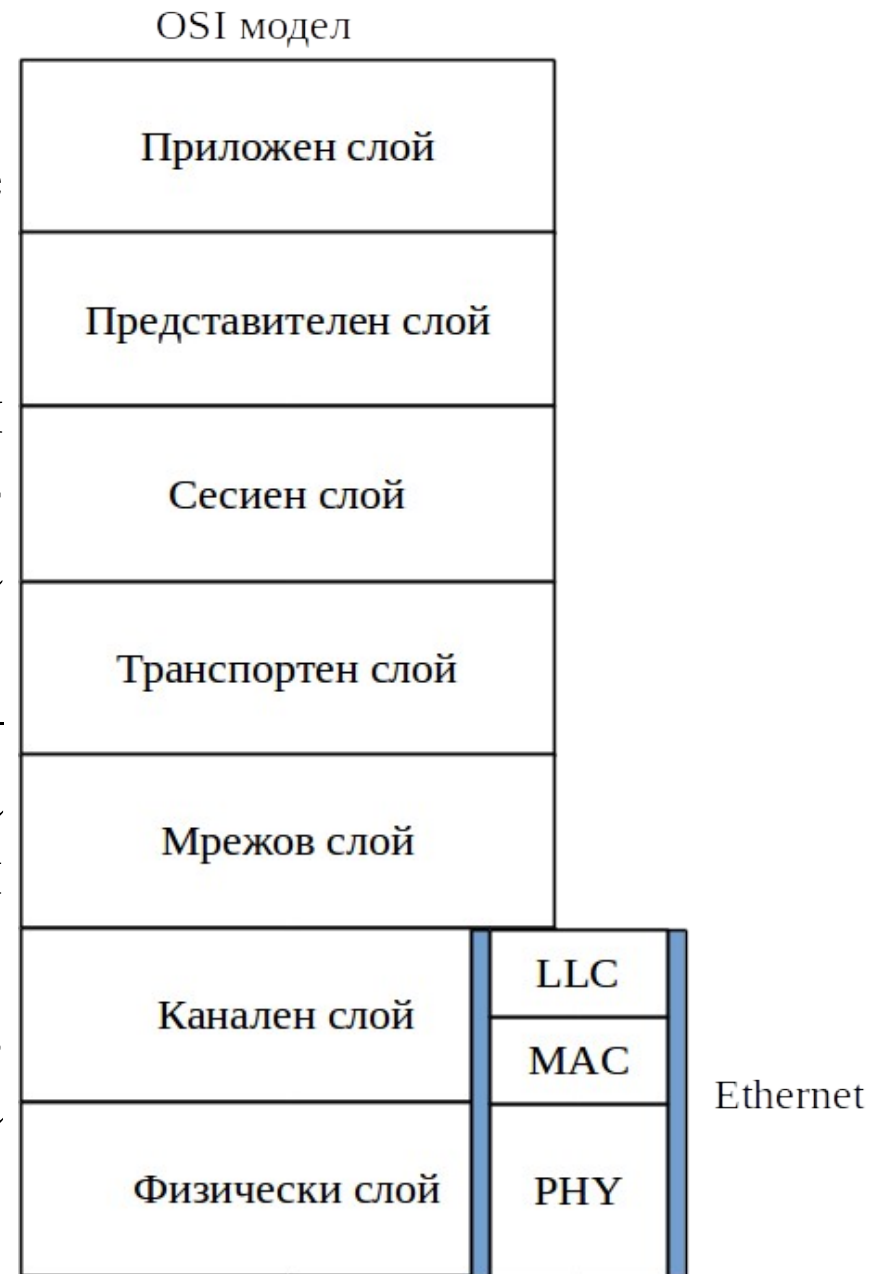 OSI модел
Приложен слой
Представителен слой
Сесиен слой
Транспортен слой
Мрежов слой
Канален слой
LLC
MAC
Ethernet
Физически слой
PHY